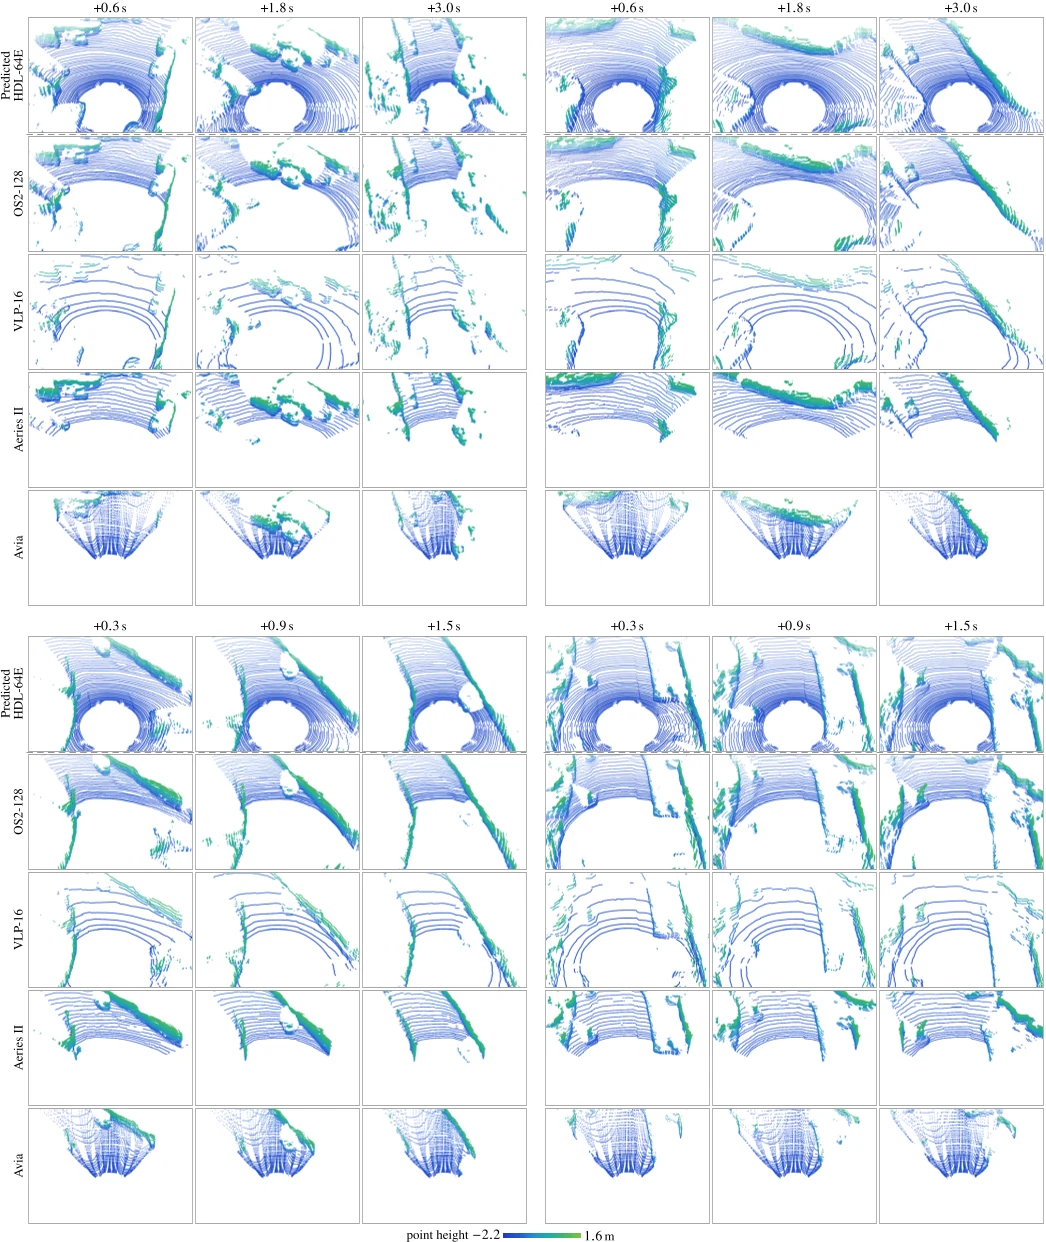 +0.6 s +1.8 s +3.0 s +0.6 s +1.8 s +3.0 s
Predicted
HDL-64E
OS2-128
VLP-16
Aeries II
Avia
+0.3 s +0.9 s +1.5 s +0.3 s +0.9 s +1.5 s
Predicted
HDL-64E
OS2-128
VLP-16
Aeries II
Avia
point height −2.2 1.6 m